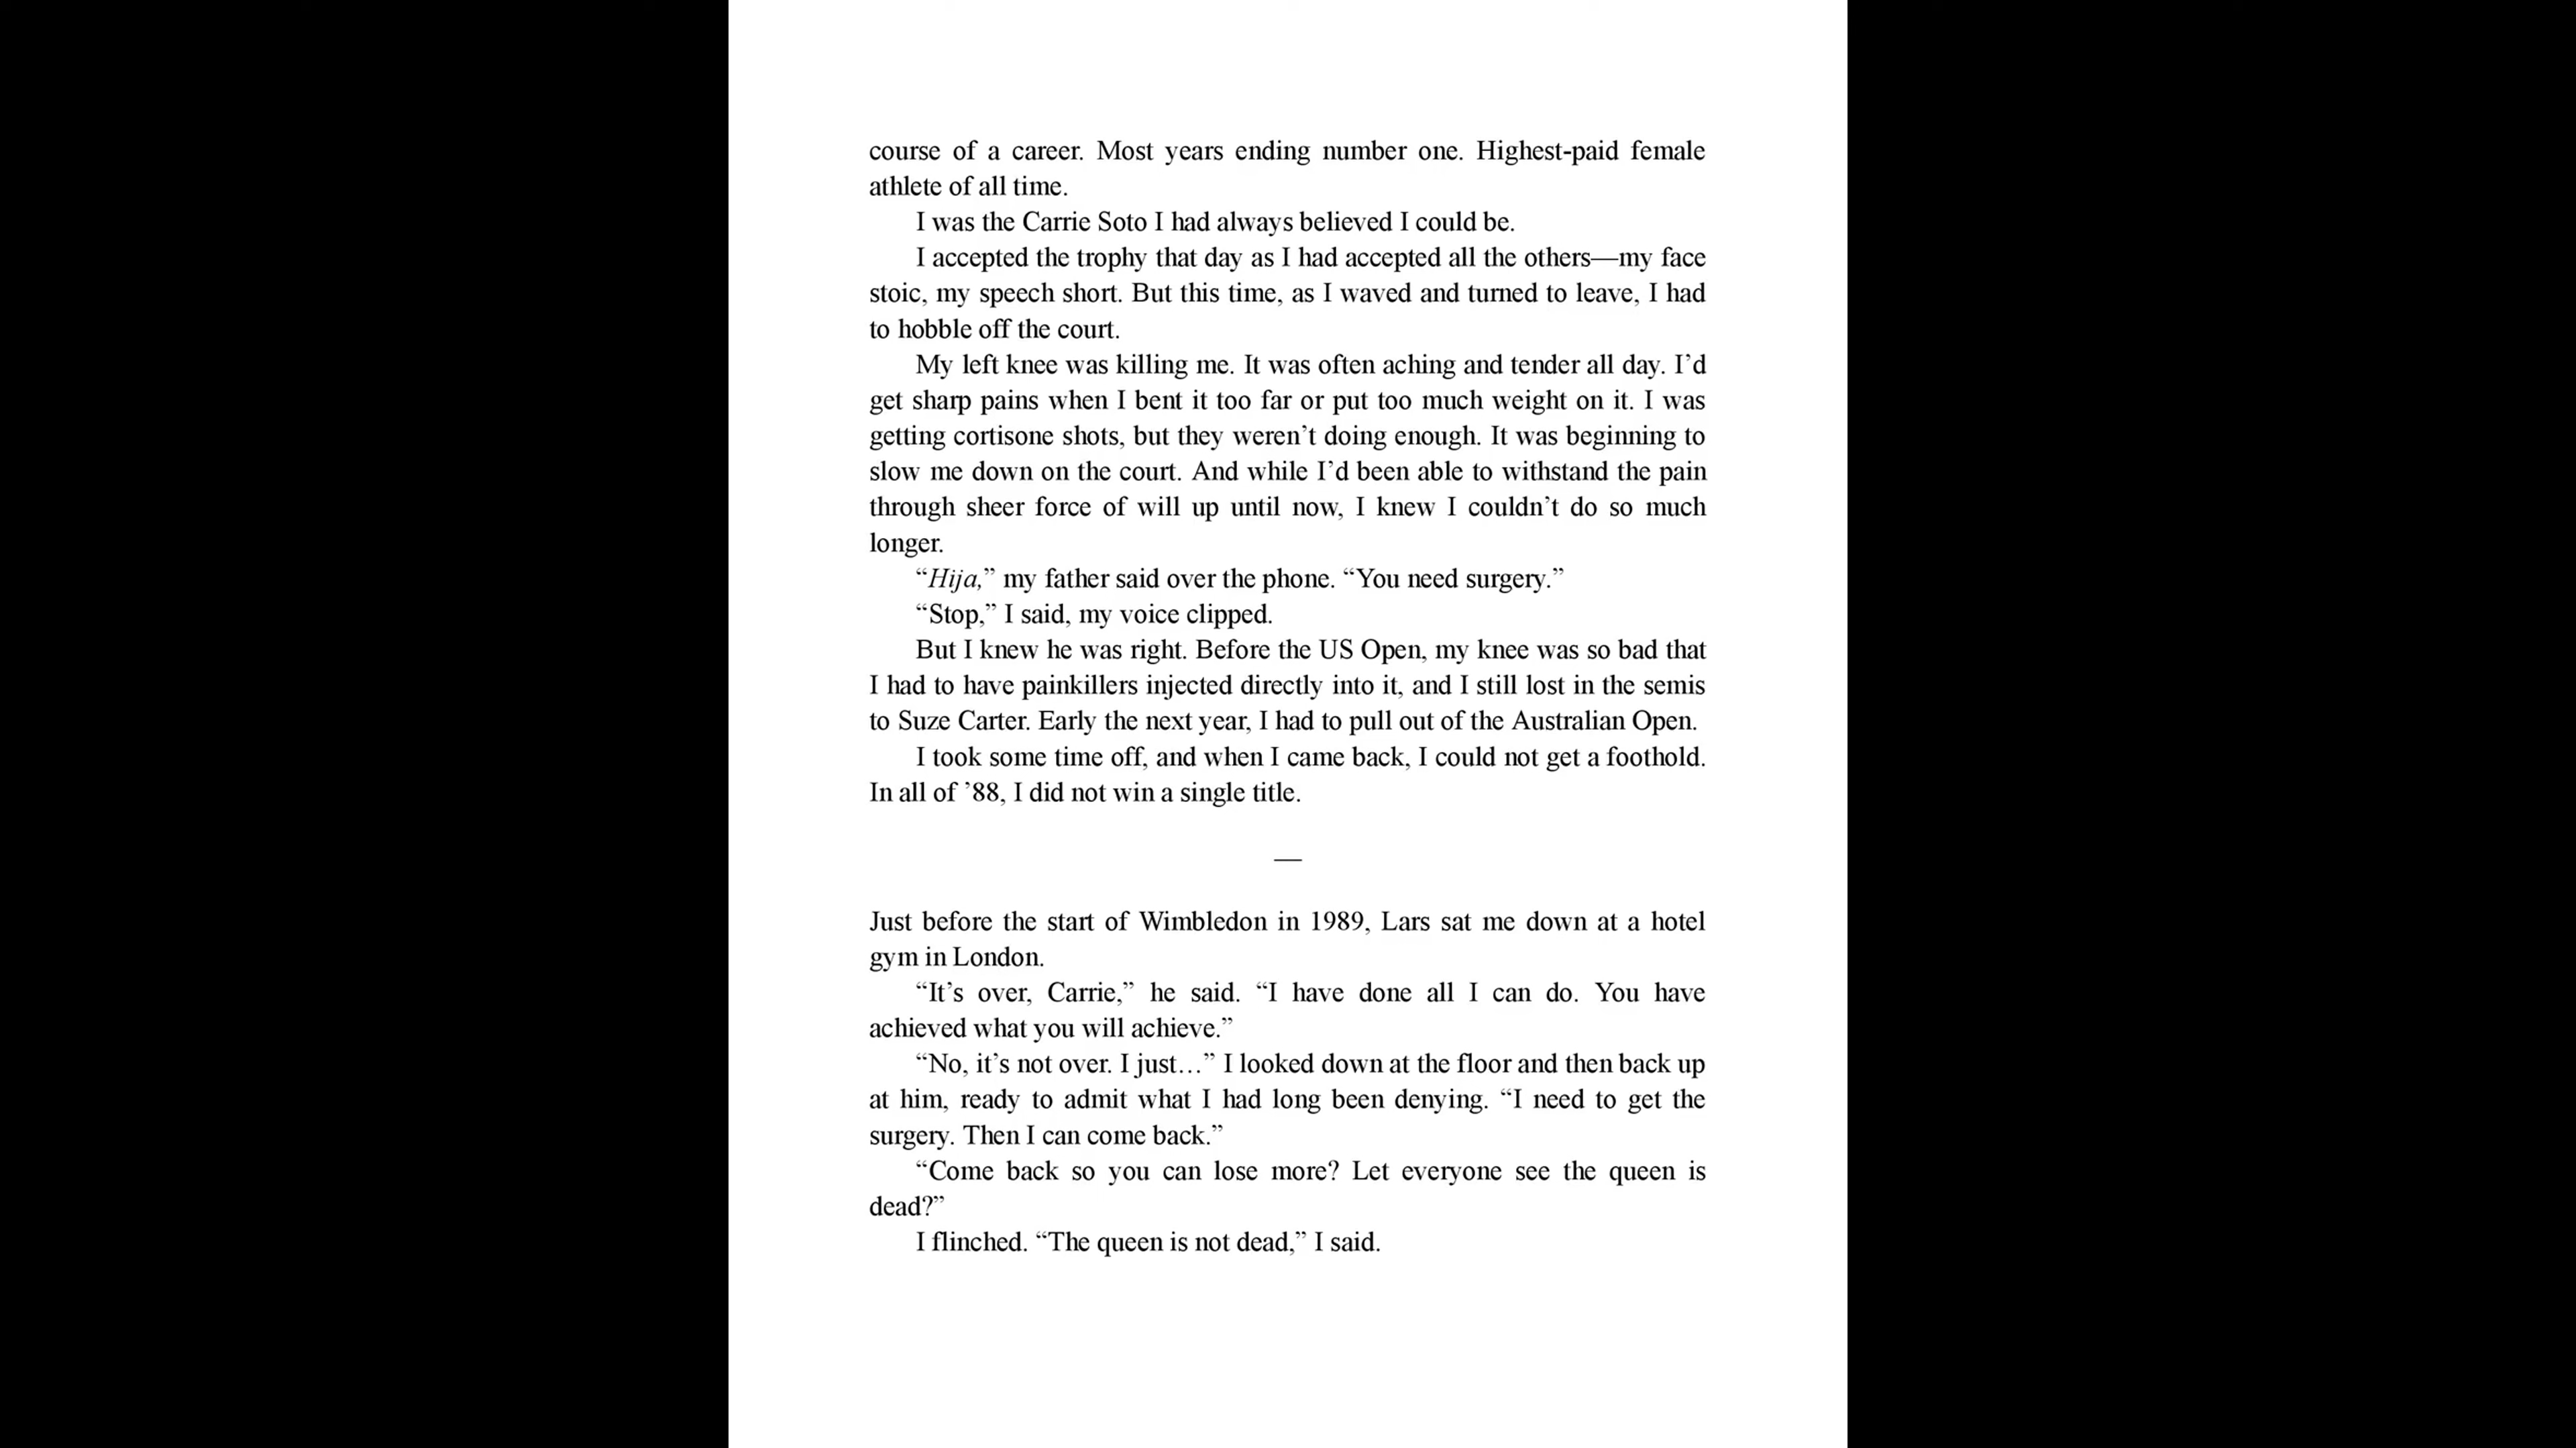 course of a career. Most years ending number one. Highest-paid female
athlete of all time.
I was the Carrie Soto I had always believed I could be.
I accepted the trophy that day as I had accepted all the others—my face
stoic, my speech short. But this time, as I waved and turned to leave, I had
to hobble off the court.
My left knee was killing me. It was often aching and tender all day. I’d
get sharp pains when I bent it too far or put too much weight on it. I was
getting cortisone shots, but they weren’t doing enough. It was beginning to
slow me down on the court. And while I’d been able to withstand the pain
through sheer force of will up until now, I knew I couldn’t do so much
longer.
“Hija,” my father said over the phone. “You need surgery.”
“Stop,” I said, my voice clipped.
But I knew he was right. Before the US Open, my knee was so bad that
I had to have painkillers injected directly into it, and I still lost in the semis
to Suze Carter. Early the next year, I had to pull out of the Australian Open.
I took some time off, and when I came back, I could not get a foothold.
In all of ’88, I did not win a single title.
—
Just before the start of Wimbledon in 1989, Lars sat me down at a hotel
gym in London.
“It’s over, Carrie,” he said. “I have done all I can do. You have
achieved what you will achieve.”
“No, it’s not over. I just…” I looked down at the floor and then back up
at him, ready to admit what I had long been denying. “I need to get the
surgery. Then I can come back.”
“Come back so you can lose more? Let everyone see the queen is
dead?”
I flinched. “The queen is not dead,” I said.